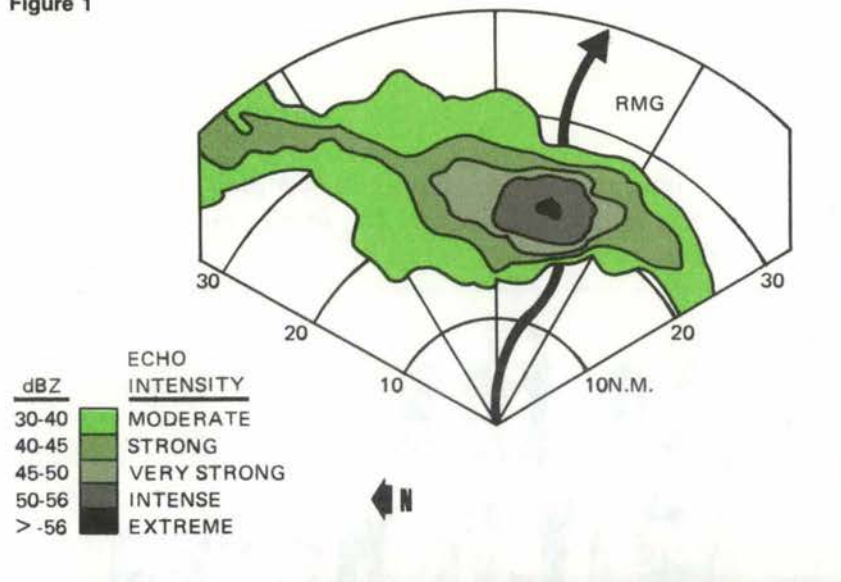 Figure 1
RMG
30
30
20
20
10
10N.M.
ECHO
dBZ INTENSITY
30-40 MODERATE
40-45 STRONG
45-50 VERY STRONG
50-56 INTENSE
> -56 EXTREME
N